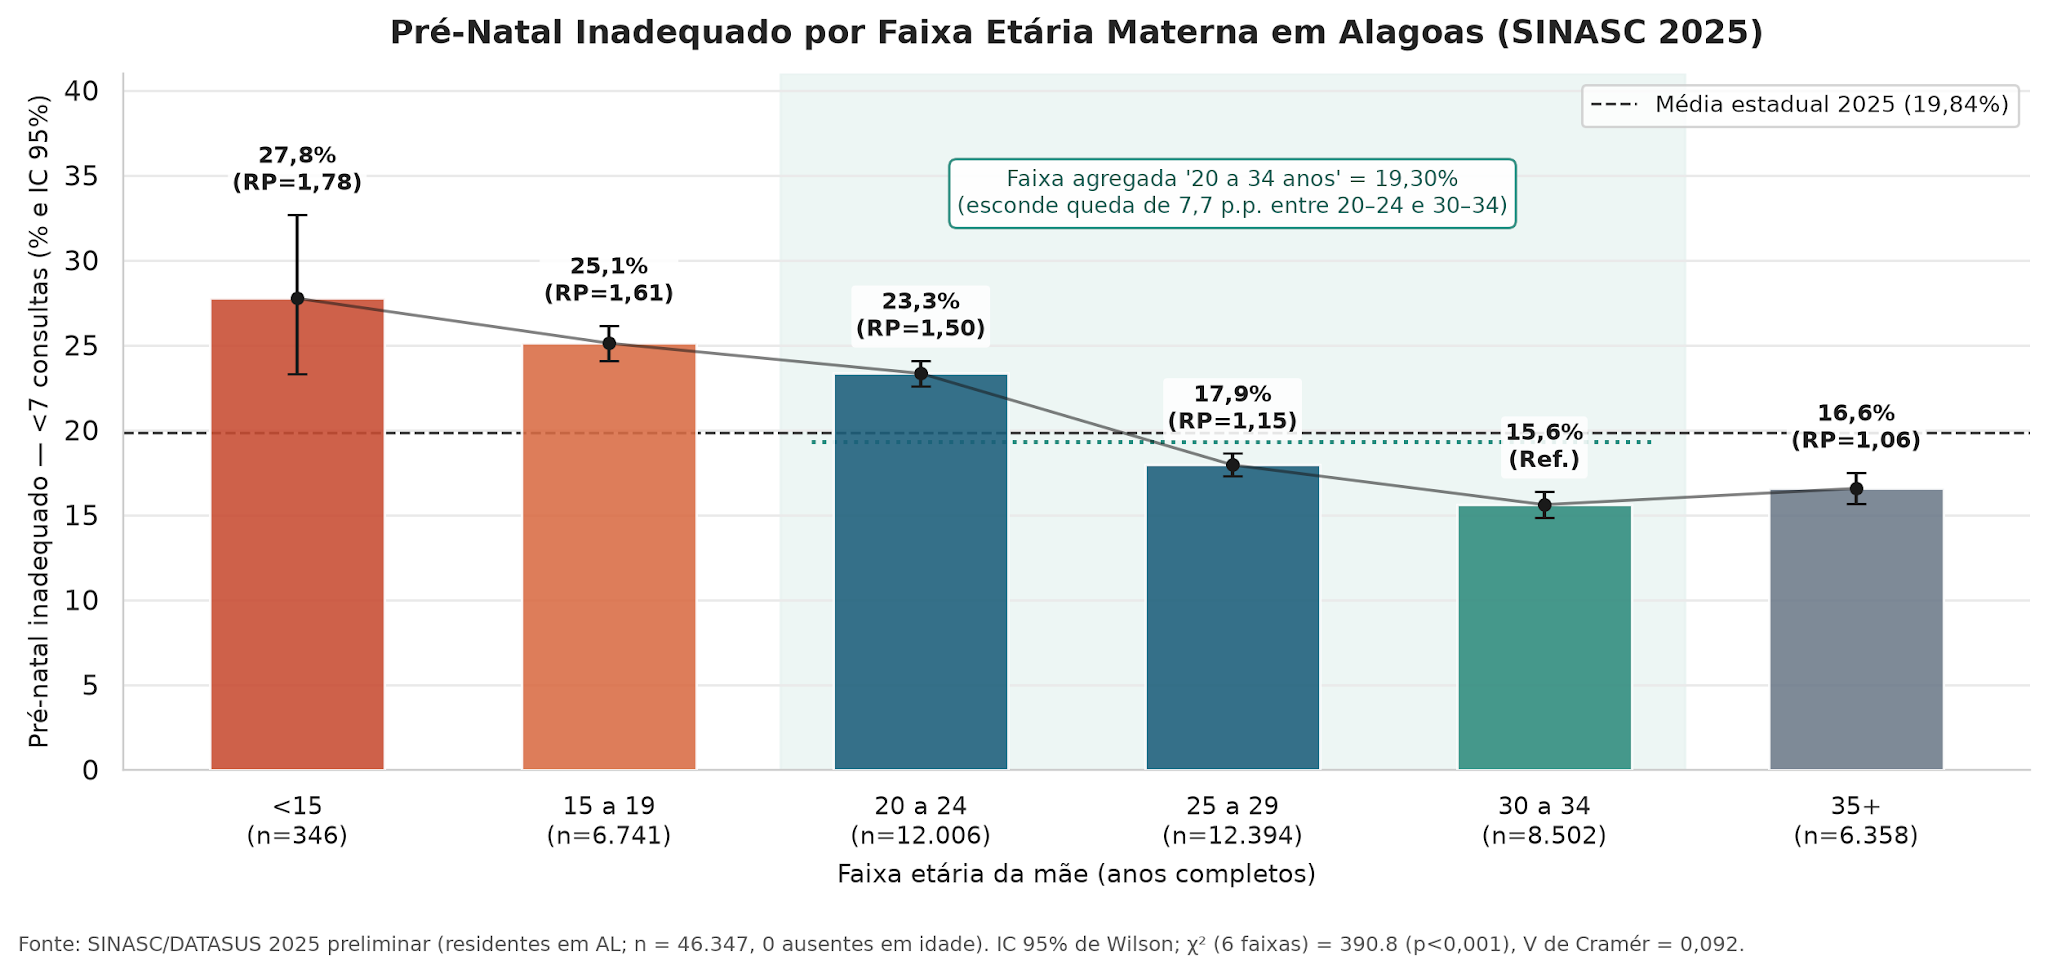 Pré-Natal Inadequado por Faixa Etária Materna em Alagoas (SINASC 2025)
Pré-natal inadequado — <7 consultas (% e IC 95%)
40
35
30
25
20
15
10
5
0
Média estadual 2025 (19,84%)
Faixa agregada '20 a 34 anos' = 19,30%
(esconde queda de 7,7 p.p. entre 20–24 e 30–34)
27,8%
(RP=1,78)
25,1%
(RP=1,61)
23,3%
(RP=1,50)
17,9%
(RP=1,15)
15,6%
(Ref.)
16,6%
(RP=1,06)
<15
(n=346)
15 a 19
(n=6.741)
20 a 24
(n=12.006)
25 a 29
(n=12.394)
30 a 34
(n=8.502)
35+
(n=6.358)
Faixa etária da mãe (anos completos)
Fonte: SINASC/DATASUS 2025 preliminar (residentes em AL; n = 46.347, 0 ausentes em idade). IC 95% de Wilson; χ² (6 faixas) = 390.8 (p<0,001), V de Cramér = 0,092.